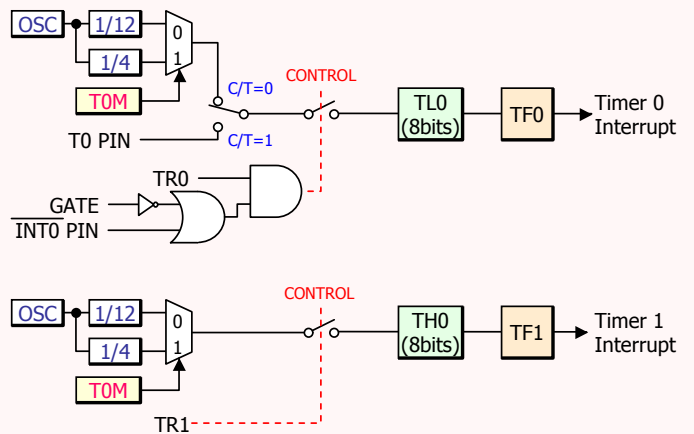 OSC
1/12
0
1/4
1
T0M
T0 PIN
C/T=0
C/T=1
CONTROL
TL0
(8bits)
TF0
Timer 0
Interrupt
TR0
GATE
INT0 PIN
OSC
1/12
0
1/4
1
T0M
CONTROL
TH0
(8bits)
TF1
Timer 1
Interrupt
TR1